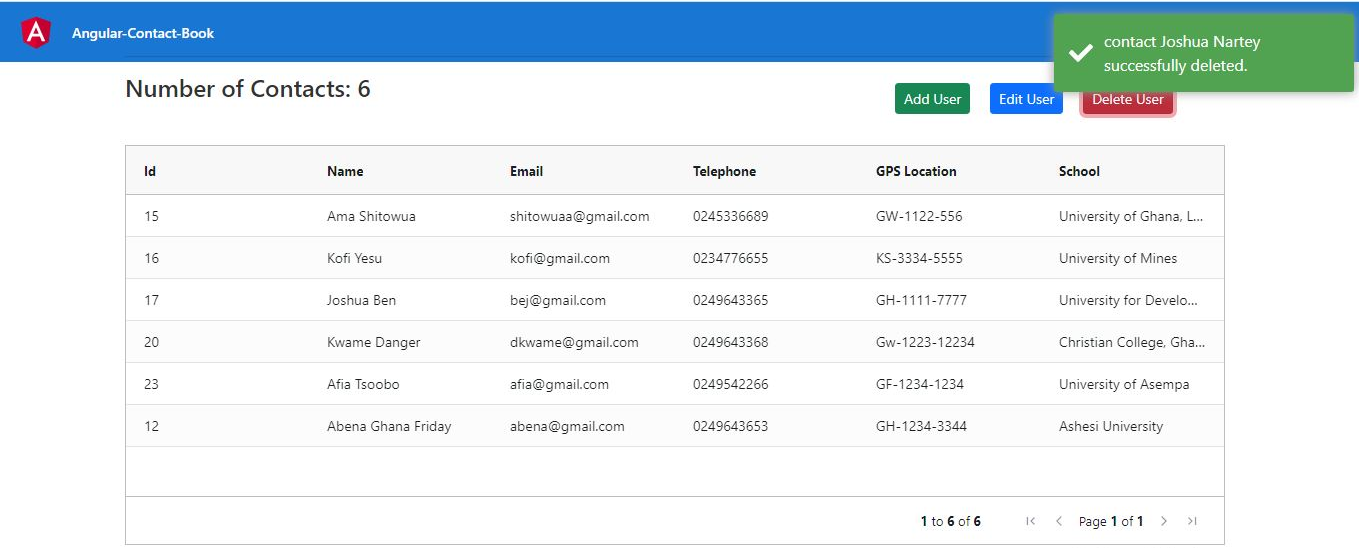 Angular-Contact-Book
contact Joshua Nartey
successfully deleted.
Number of Contacts: 6
Add User Edit User Delete User
Id Name Email Telephone GPS Location School
15 Ama Shitowua shitowuaa@gmail.com 0245336689 GW-1122-556 University of Ghana, L...
16 Kofi Yesu kofi@gmail.com 0234776655 KS-3334-5555 University of Mines
17 Joshua Ben bej@gmail.com 0249643365 GH-1111-7777 University for Develo...
20 Kwame Danger dkwame@gmail.com 0249643368 Gw-1223-12234 Christian College, Gha...
23 Afia Tsoobo afia@gmail.com 0249542266 GF-1234-1234 University of Asempa
12 Abena Ghana Friday abena@gmail.com 0249643653 GH-1234-3344 Ashesi University
1 to 6 of 6 Page 1 of 1